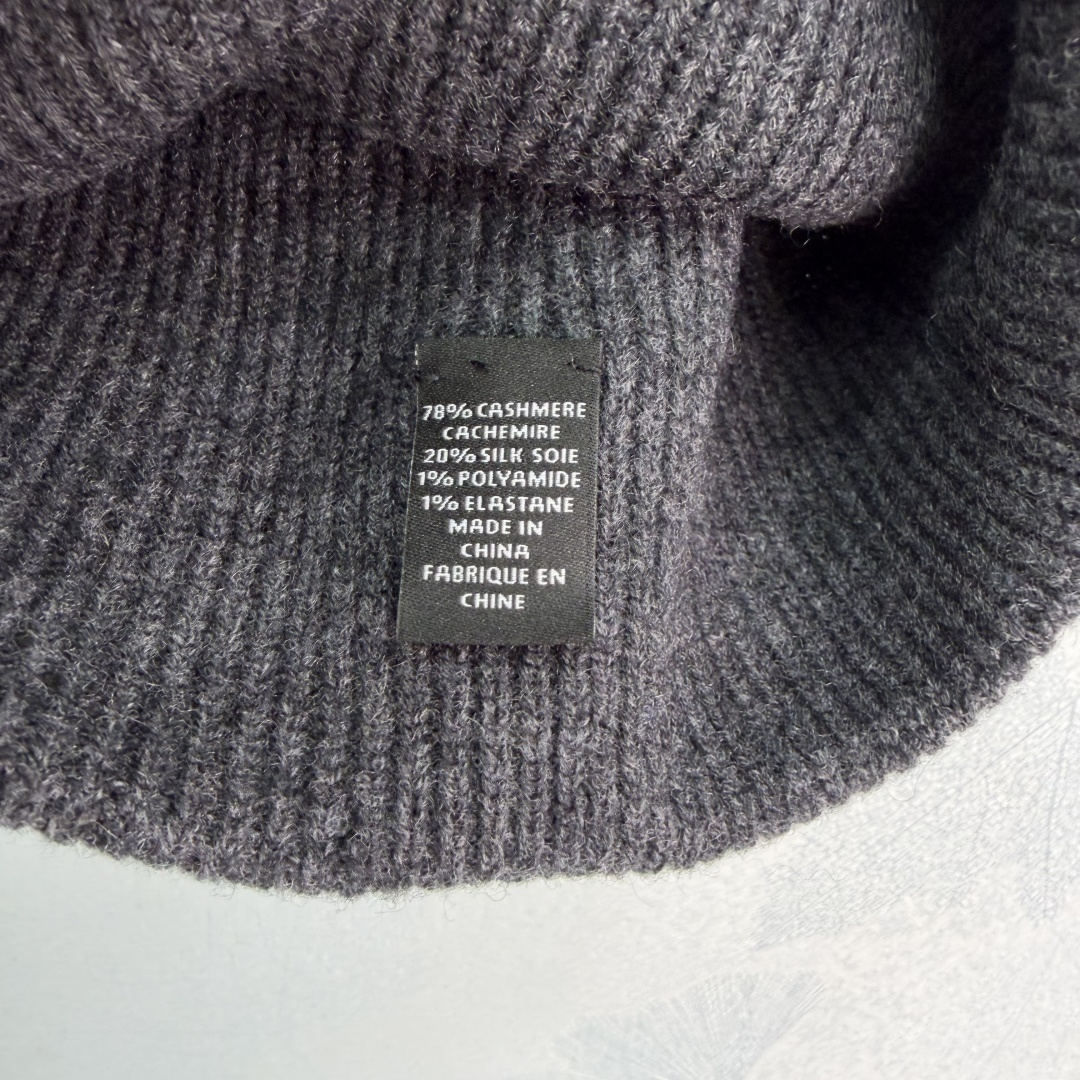 78% CASHMERE
CACHEMIRE
20% SILK SOIE
1% POLYAMIDE
1% ELASTANE
MADE IN
CHINA
FABRIQUE EN
CHINE